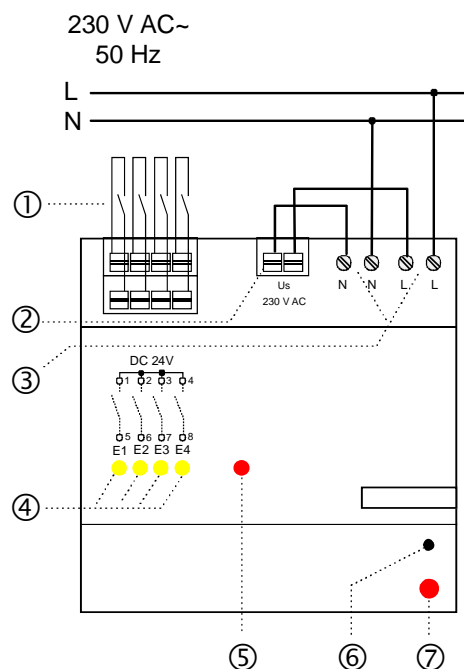 230 V AC~
50 Hz
L
N
①
②
Us
230 V AC
N N L L
③
DC 24V
1 2 3 4
5 6 7 8
E1 E2 E3 E4
④
⑤ ⑥ ⑦